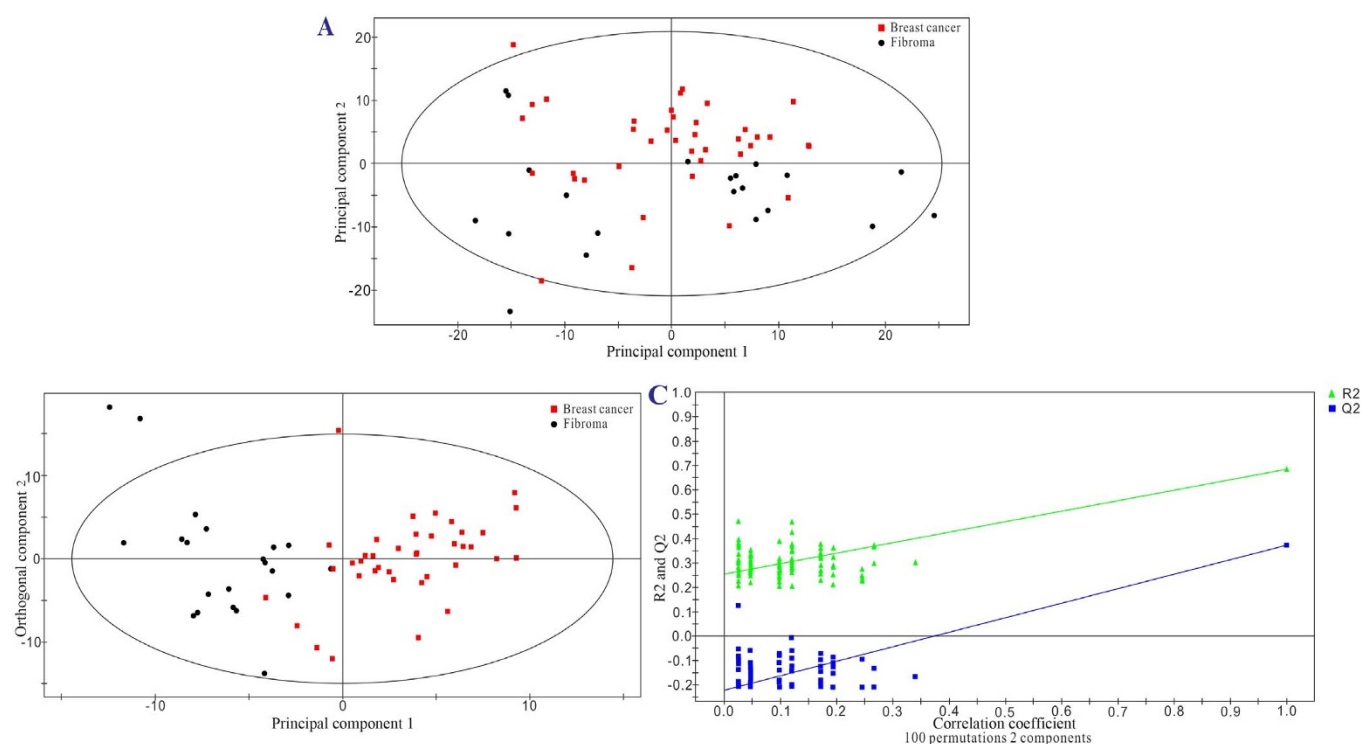 A
Breast cancer
Fibroma
20
10
0
-10
-20
Principal component 2
-20
-10
0
10
20
Principal component 1
Breast cancer
Fibroma
10
0
-10
Orthogonal component 2
-10
0
10
Principal component 1
C
R2
Q2
1.0
0.9
0.8
0.7
0.6
0.5
0.4
0.3
0.2
0.1
0.0
-0.1
-0.2
R2 and Q2
0.0
0.1
0.2
0.3
0.4
0.5
0.6
0.7
0.8
0.9
1.0
Correlation coefficient
100 permutations 2 components